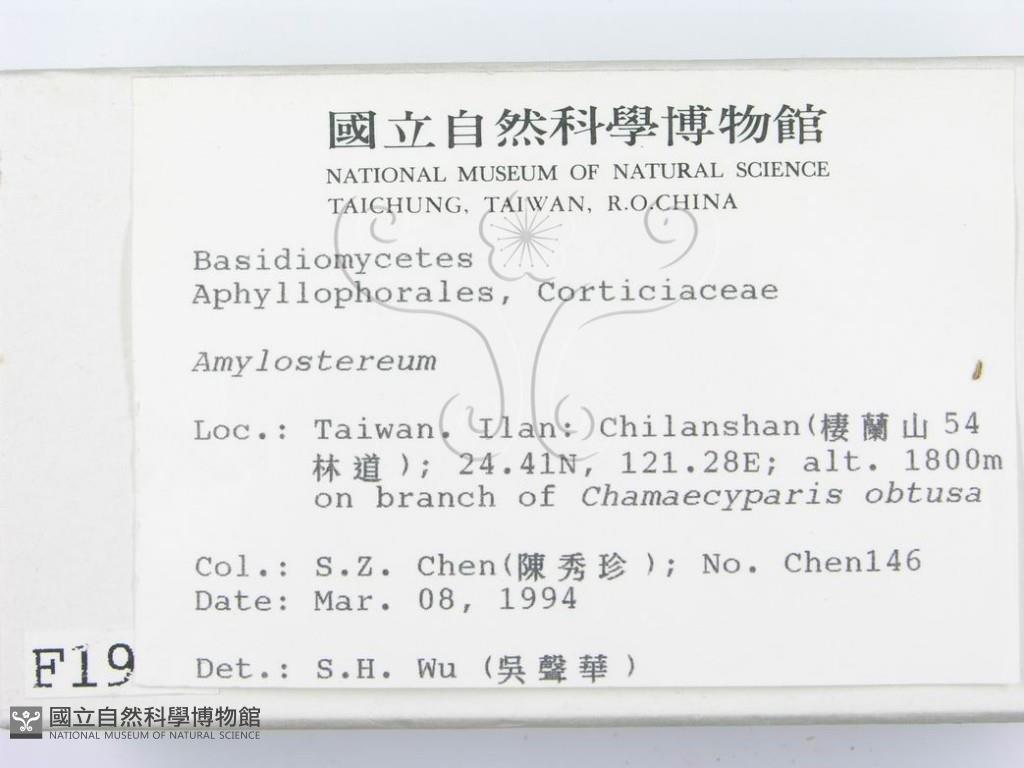 國立自然科學博物館
NATIONAL MUSEUM OF NATURAL SCIENCE
TAICHUNG, TAIWAN, R.O.CHINA
Basidiomycetes
Aphyllophorales, Corticiaceae
Amylostereum
Loc.: Taiwan. Ilan: Chilanshan(棲蘭山54
林道); 24.41N, 121.28E; alt. 1800m
on branch of Chamaecyparis obtusa
Col.: S.Z. Chen(陳秀珍); No. Chen146
Date: Mar. 08, 1994
Det.: S.H. Wu (吳聲華)
F19
國立自然科學博物館
NATIONAL MUSEUM OF NATURAL SCIENCE